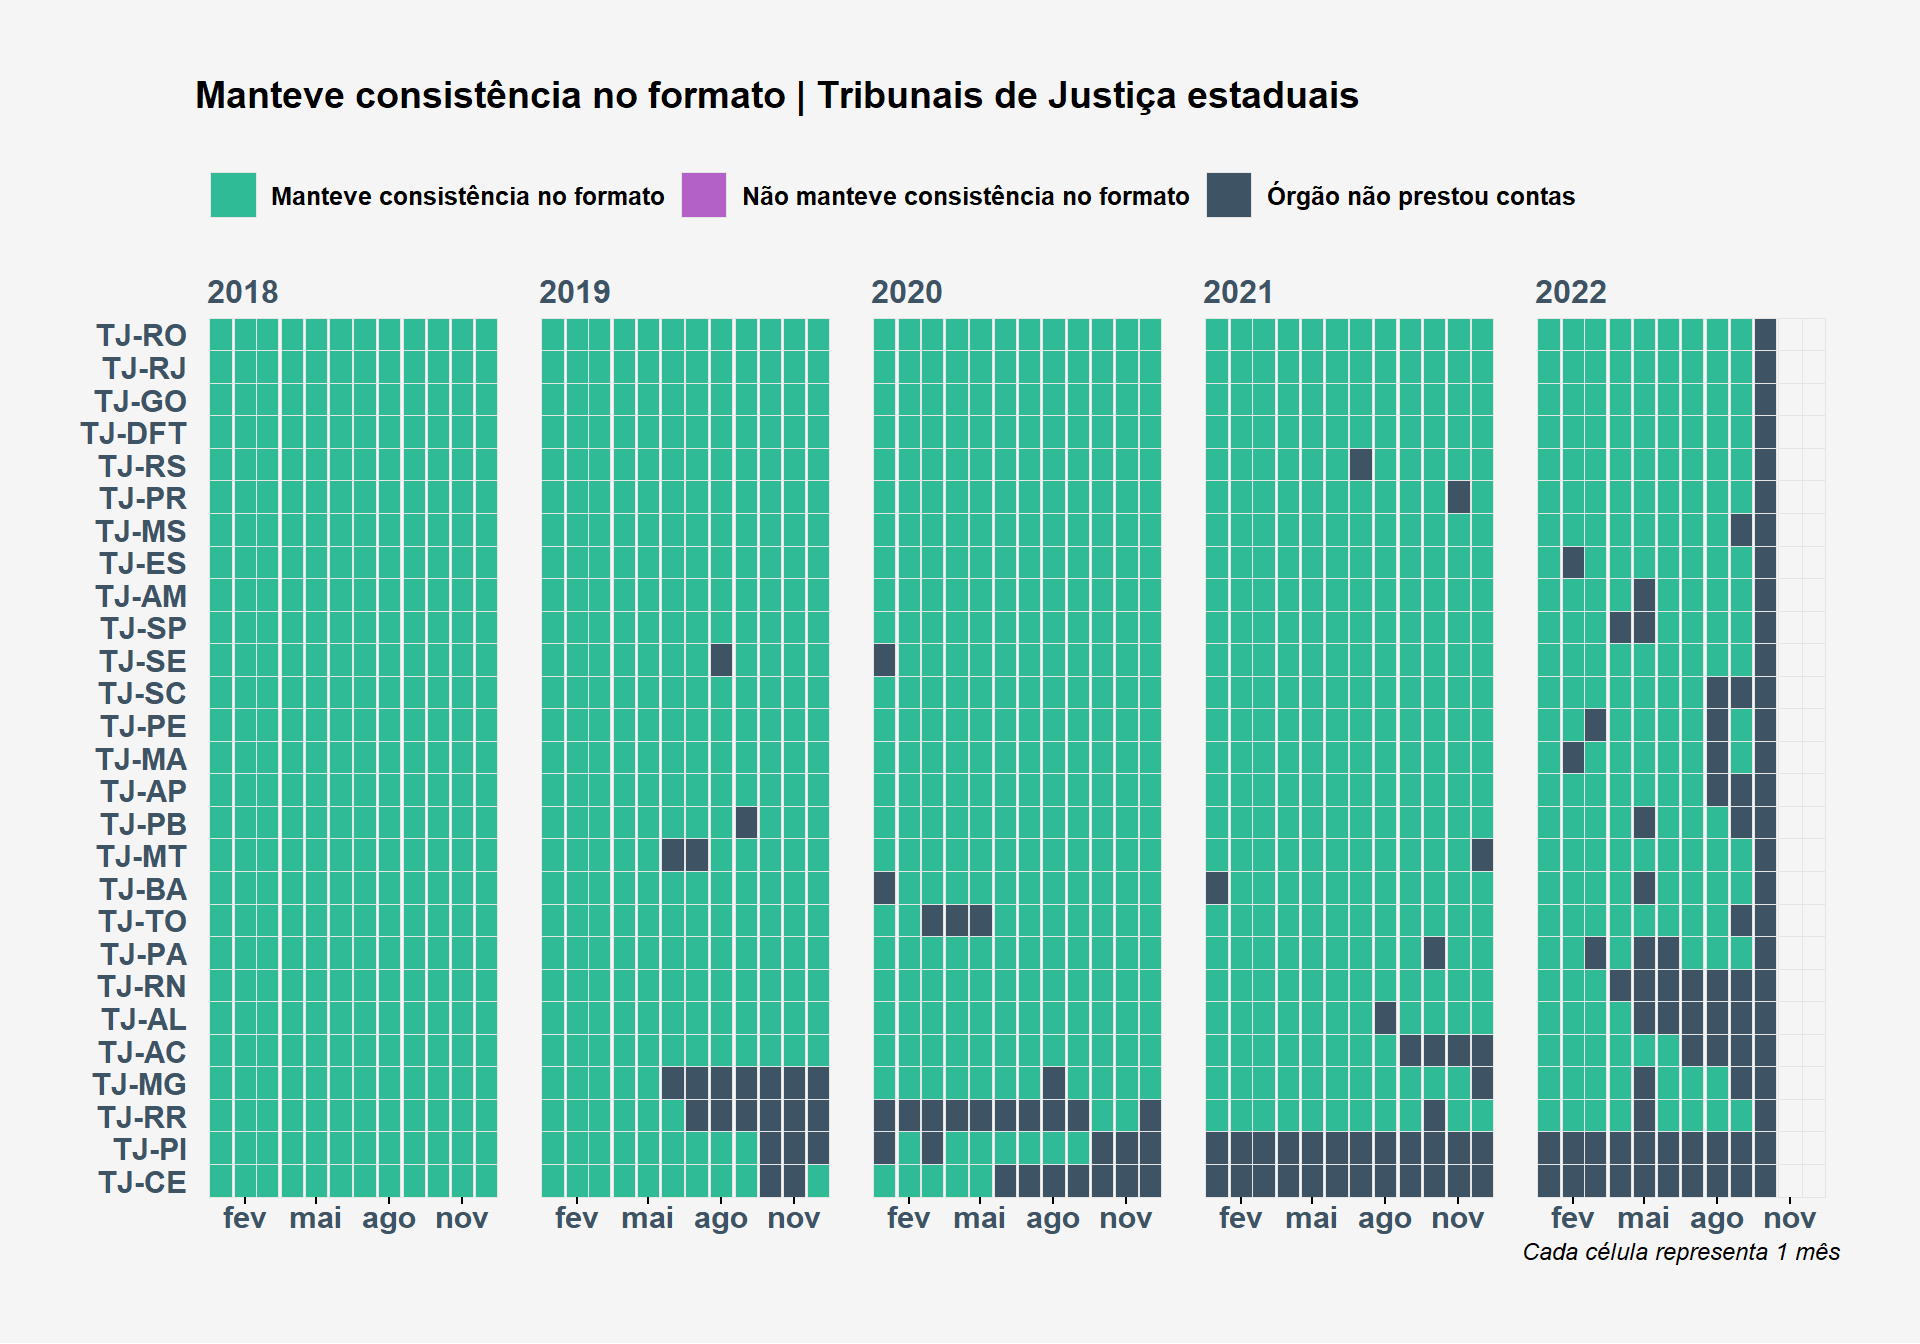 Manteve consistência no formato | Tribunais de Justiça estaduais
Manteve consistência no formato Não manteve consistência no formato Órgão não prestou contas
2018 2019 2020 2021 2022
TJ-RO
TJ-RJ
TJ-GO
TJ-DFT
TJ-RS
TJ-PR
TJ-MS
TJ-ES
TJ-AM
TJ-SP
TJ-SE
TJ-SC
TJ-PE
TJ-MA
TJ-AP
TJ-PB
TJ-MT
TJ-BA
TJ-TO
TJ-PA
TJ-RN
TJ-AL
TJ-AC
TJ-MG
TJ-RR
TJ-PI
TJ-CE
fev mai ago nov fev mai ago nov fev mai ago nov fev mai ago nov fev mai ago nov
Cada célula representa 1 mês